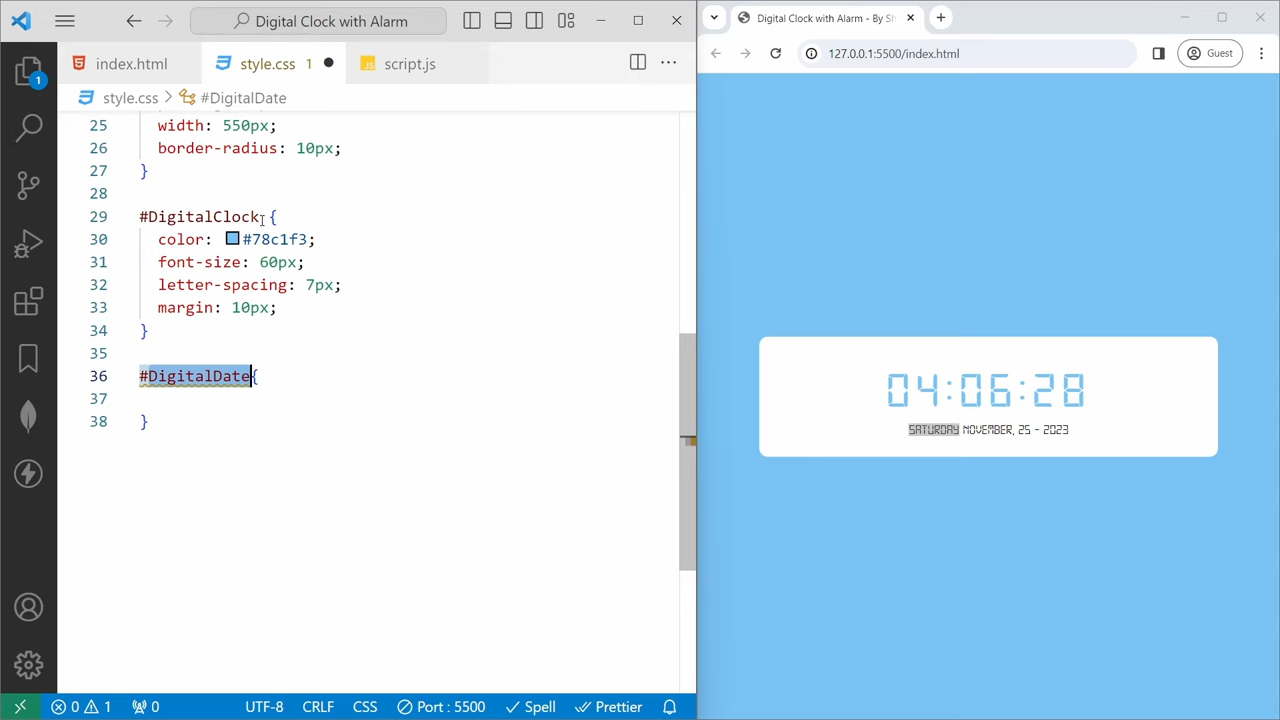 Digital Clock with Alarm
index.html
style.css 1
script.js
style.css > #DigitalDate
25 width: 550px;
26 border-radius: 10px;
27 }
28
29 #DigitalClock {
30 color: #78c1f3;
31 font-size: 60px;
32 letter-spacing: 7px;
33 margin: 10px;
34 }
35
36 #DigitalDate{
37
38 }
1
0 1 0 UTF-8 CRLF CSS Port : 5500 Spell Prettier
Digital Clock with Alarm - By Sh
127.0.0.1:5500/index.html
Guest
04:06:28
SATURDAY NOVEMBER, 25 - 2023